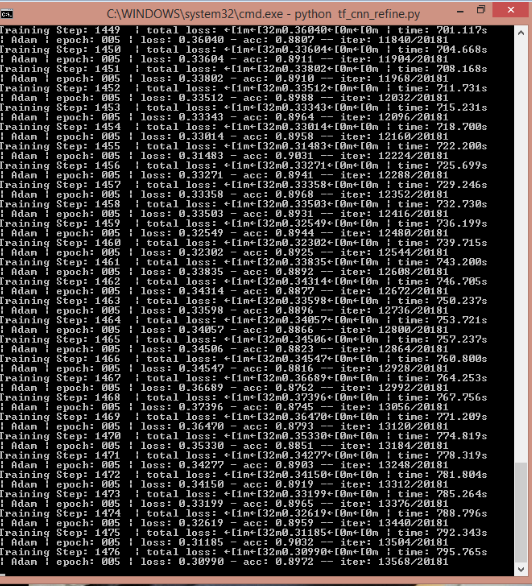 C:\WINDOWS\system32\cmd.exe - python tf_cnn_refine.py
Training Step: 1449 | total loss: ←[1m←[32m0.36040←[0m←[0m | time: 701.117s
| Adam | epoch: 005 | loss: 0.36040 - acc: 0.8807 -- iter: 11840/20181
Training Step: 1450 | total loss: ←[1m←[32m0.33604←[0m←[0m | time: 704.668s
| Adam | epoch: 005 | loss: 0.33604 - acc: 0.8911 -- iter: 11904/20181
Training Step: 1451 | total loss: ←[1m←[32m0.33802←[0m←[0m | time: 708.168s
| Adam | epoch: 005 | loss: 0.33802 - acc: 0.8910 -- iter: 11968/20181
Training Step: 1452 | total loss: ←[1m←[32m0.33512←[0m←[0m | time: 711.731s
| Adam | epoch: 005 | loss: 0.33512 - acc: 0.8988 -- iter: 12032/20181
Training Step: 1453 | total loss: ←[1m←[32m0.33343←[0m←[0m | time: 715.231s
| Adam | epoch: 005 | loss: 0.33343 - acc: 0.8964 -- iter: 12096/20181
Training Step: 1454 | total loss: ←[1m←[32m0.33014←[0m←[0m | time: 718.700s
| Adam | epoch: 005 | loss: 0.33014 - acc: 0.8958 -- iter: 12160/20181
Training Step: 1455 | total loss: ←[1m←[32m0.31483←[0m←[0m | time: 722.200s
| Adam | epoch: 005 | loss: 0.31483 - acc: 0.9031 -- iter: 12224/20181
Training Step: 1456 | total loss: ←[1m←[32m0.33271←[0m←[0m | time: 725.699s
| Adam | epoch: 005 | loss: 0.33271 - acc: 0.8941 -- iter: 12288/20181
Training Step: 1457 | total loss: ←[1m←[32m0.33358←[0m←[0m | time: 729.246s
| Adam | epoch: 005 | loss: 0.33358 - acc: 0.8968 -- iter: 12352/20181
Training Step: 1458 | total loss: ←[1m←[32m0.33503←[0m←[0m | time: 732.730s
| Adam | epoch: 005 | loss: 0.33503 - acc: 0.8931 -- iter: 12416/20181
Training Step: 1459 | total loss: ←[1m←[32m0.32549←[0m←[0m | time: 736.199s
| Adam | epoch: 005 | loss: 0.32549 - acc: 0.8944 -- iter: 12480/20181
Training Step: 1460 | total loss: ←[1m←[32m0.32302←[0m←[0m | time: 739.715s
| Adam | epoch: 005 | loss: 0.32302 - acc: 0.8925 -- iter: 12544/20181
Training Step: 1461 | total loss: ←[1m←[32m0.33835←[0m←[0m | time: 743.200s
| Adam | epoch: 005 | loss: 0.33835 - acc: 0.8892 -- iter: 12608/20181
Training Step: 1462 | total loss: ←[1m←[32m0.34314←[0m←[0m | time: 746.705s
| Adam | epoch: 005 | loss: 0.34314 - acc: 0.8877 -- iter: 12672/20181
Training Step: 1463 | total loss: ←[1m←[32m0.33598←[0m←[0m | time: 750.237s
| Adam | epoch: 005 | loss: 0.33598 - acc: 0.8896 -- iter: 12736/20181
Training Step: 1464 | total loss: ←[1m←[32m0.34057←[0m←[0m | time: 753.721s
| Adam | epoch: 005 | loss: 0.34057 - acc: 0.8866 -- iter: 12800/20181
Training Step: 1465 | total loss: ←[1m←[32m0.34506←[0m←[0m | time: 757.237s
| Adam | epoch: 005 | loss: 0.34506 - acc: 0.8823 -- iter: 12864/20181
Training Step: 1466 | total loss: ←[1m←[32m0.34547←[0m←[0m | time: 760.800s
| Adam | epoch: 005 | loss: 0.34547 - acc: 0.8816 -- iter: 12928/20181
Training Step: 1467 | total loss: ←[1m←[32m0.36689←[0m←[0m | time: 764.253s
| Adam | epoch: 005 | loss: 0.36689 - acc: 0.8762 -- iter: 12992/20181
Training Step: 1468 | total loss: ←[1m←[32m0.37396←[0m←[0m | time: 767.756s
| Adam | epoch: 005 | loss: 0.37396 - acc: 0.8745 -- iter: 13056/20181
Training Step: 1469 | total loss: ←[1m←[32m0.36470←[0m←[0m | time: 771.209s
| Adam | epoch: 005 | loss: 0.36470 - acc: 0.8793 -- iter: 13120/20181
Training Step: 1470 | total loss: ←[1m←[32m0.35330←[0m←[0m | time: 774.819s
| Adam | epoch: 005 | loss: 0.35330 - acc: 0.8851 -- iter: 13184/20181
Training Step: 1471 | total loss: ←[1m←[32m0.34277←[0m←[0m | time: 778.319s
| Adam | epoch: 005 | loss: 0.34277 - acc: 0.8903 -- iter: 13248/20181
Training Step: 1472 | total loss: ←[1m←[32m0.34150←[0m←[0m | time: 781.804s
| Adam | epoch: 005 | loss: 0.34150 - acc: 0.8919 -- iter: 13312/20181
Training Step: 1473 | total loss: ←[1m←[32m0.33199←[0m←[0m | time: 785.264s
| Adam | epoch: 005 | loss: 0.33199 - acc: 0.8965 -- iter: 13376/20181
Training Step: 1474 | total loss: ←[1m←[32m0.32619←[0m←[0m | time: 788.796s
| Adam | epoch: 005 | loss: 0.32619 - acc: 0.8959 -- iter: 13440/20181
Training Step: 1475 | total loss: ←[1m←[32m0.31185←[0m←[0m | time: 792.343s
| Adam | epoch: 005 | loss: 0.31185 - acc: 0.9032 -- iter: 13504/20181
Training Step: 1476 | total loss: ←[1m←[32m0.30990←[0m←[0m | time: 795.765s
| Adam | epoch: 005 | loss: 0.30990 - acc: 0.8972 -- iter: 13568/20181